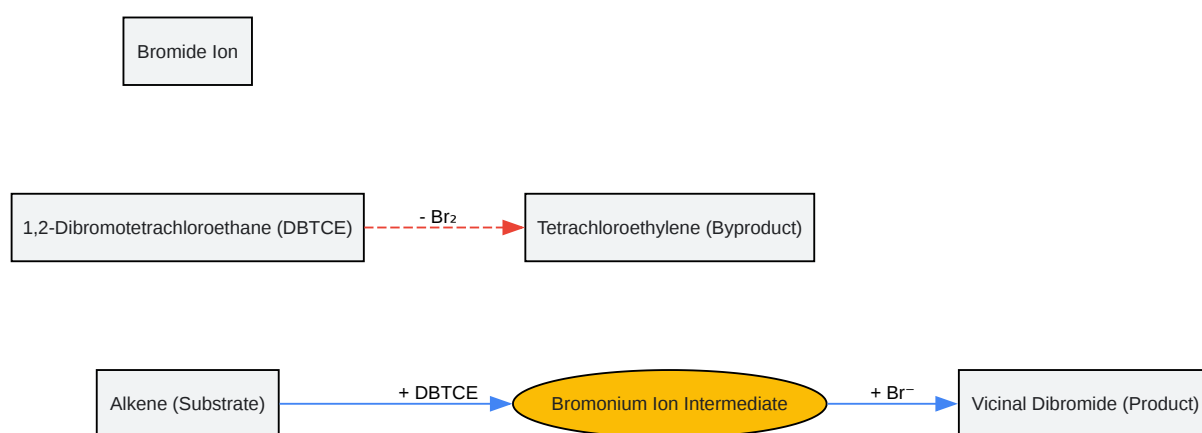 Bromide Ion
1,2-Dibromotetrachloroethane (DBTCE)
- Br₂
Tetrachloroethylene (Byproduct)
Alkene (Substrate)
+ DBTCE
Bromonium Ion Intermediate
+ Br⁻
Vicinal Dibromide (Product)